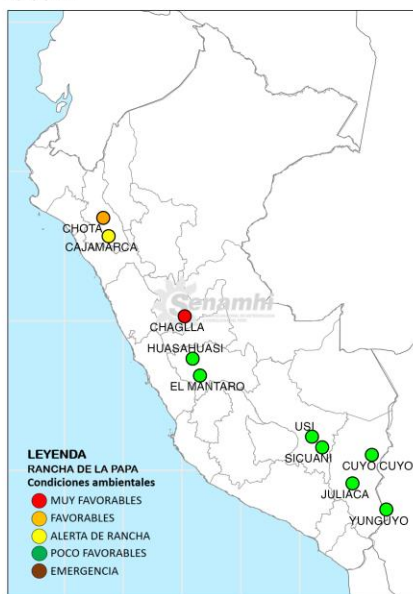 CHOTA
CAJAMARCA
Senamhi
CHAGLLA
HUASAHUASI
EL MANTARO
USI
SICUANI
CUYO CUYO
JULIACA
YUNGUYO
LEYENDA
RANCHA DE LA PAPA
Condiciones ambientales
MUY FAVORABLES
FAVORABLES
ALERTA DE RANCHA
POCO FAVORABLES
EMERGENCIA